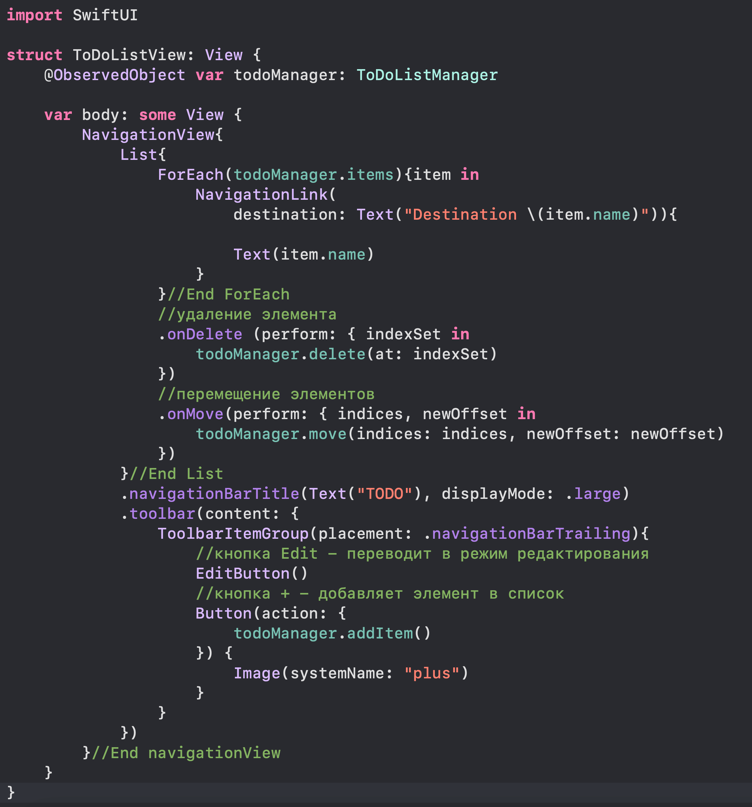 import SwiftUI

struct ToDoListView: View {
    @ObservedObject var todoManager: ToDoListManager

    var body: some View {
        NavigationView{
            List{
                ForEach(todoManager.items){item in
                    NavigationLink(
                        destination: Text("Destination \(item.name)")){

                        Text(item.name)
                    }
                }//End ForEach
                //удаление элемента
                .onDelete (perform: { indexSet in
                    todoManager.delete(at: indexSet)
                })
                //перемещение элементов
                .onMove(perform: { indices, newOffset in
                    todoManager.move(indices: indices, newOffset: newOffset)
                })
            }//End List
            .navigationBarTitle(Text("TODO"), displayMode: .large)
            .toolbar(content: {
                ToolbarItemGroup(placement: .navigationBarTrailing){
                    //кнопка Edit – переводит в режим редактирования
                    EditButton()
                    //кнопка + – добавляет элемент в список
                    Button(action: {
                        todoManager.addItem()
                    }) {
                        Image(systemName: "plus")
                    }
                }
            })
        }//End navigationView
    }
}